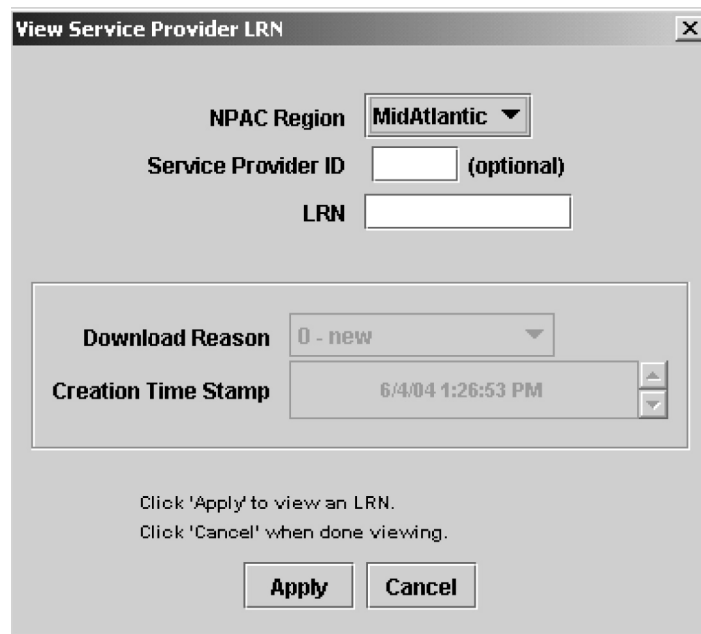 View Service Provider LRN
NPAC Region MidAtlantic
Service Provider ID (optional)
LRN
Download Reason 0 - new
Creation Time Stamp 6/4/04 1:26:53 PM
Click 'Apply' to view an LRN.
Click 'Cancel' when done viewing.
Apply Cancel